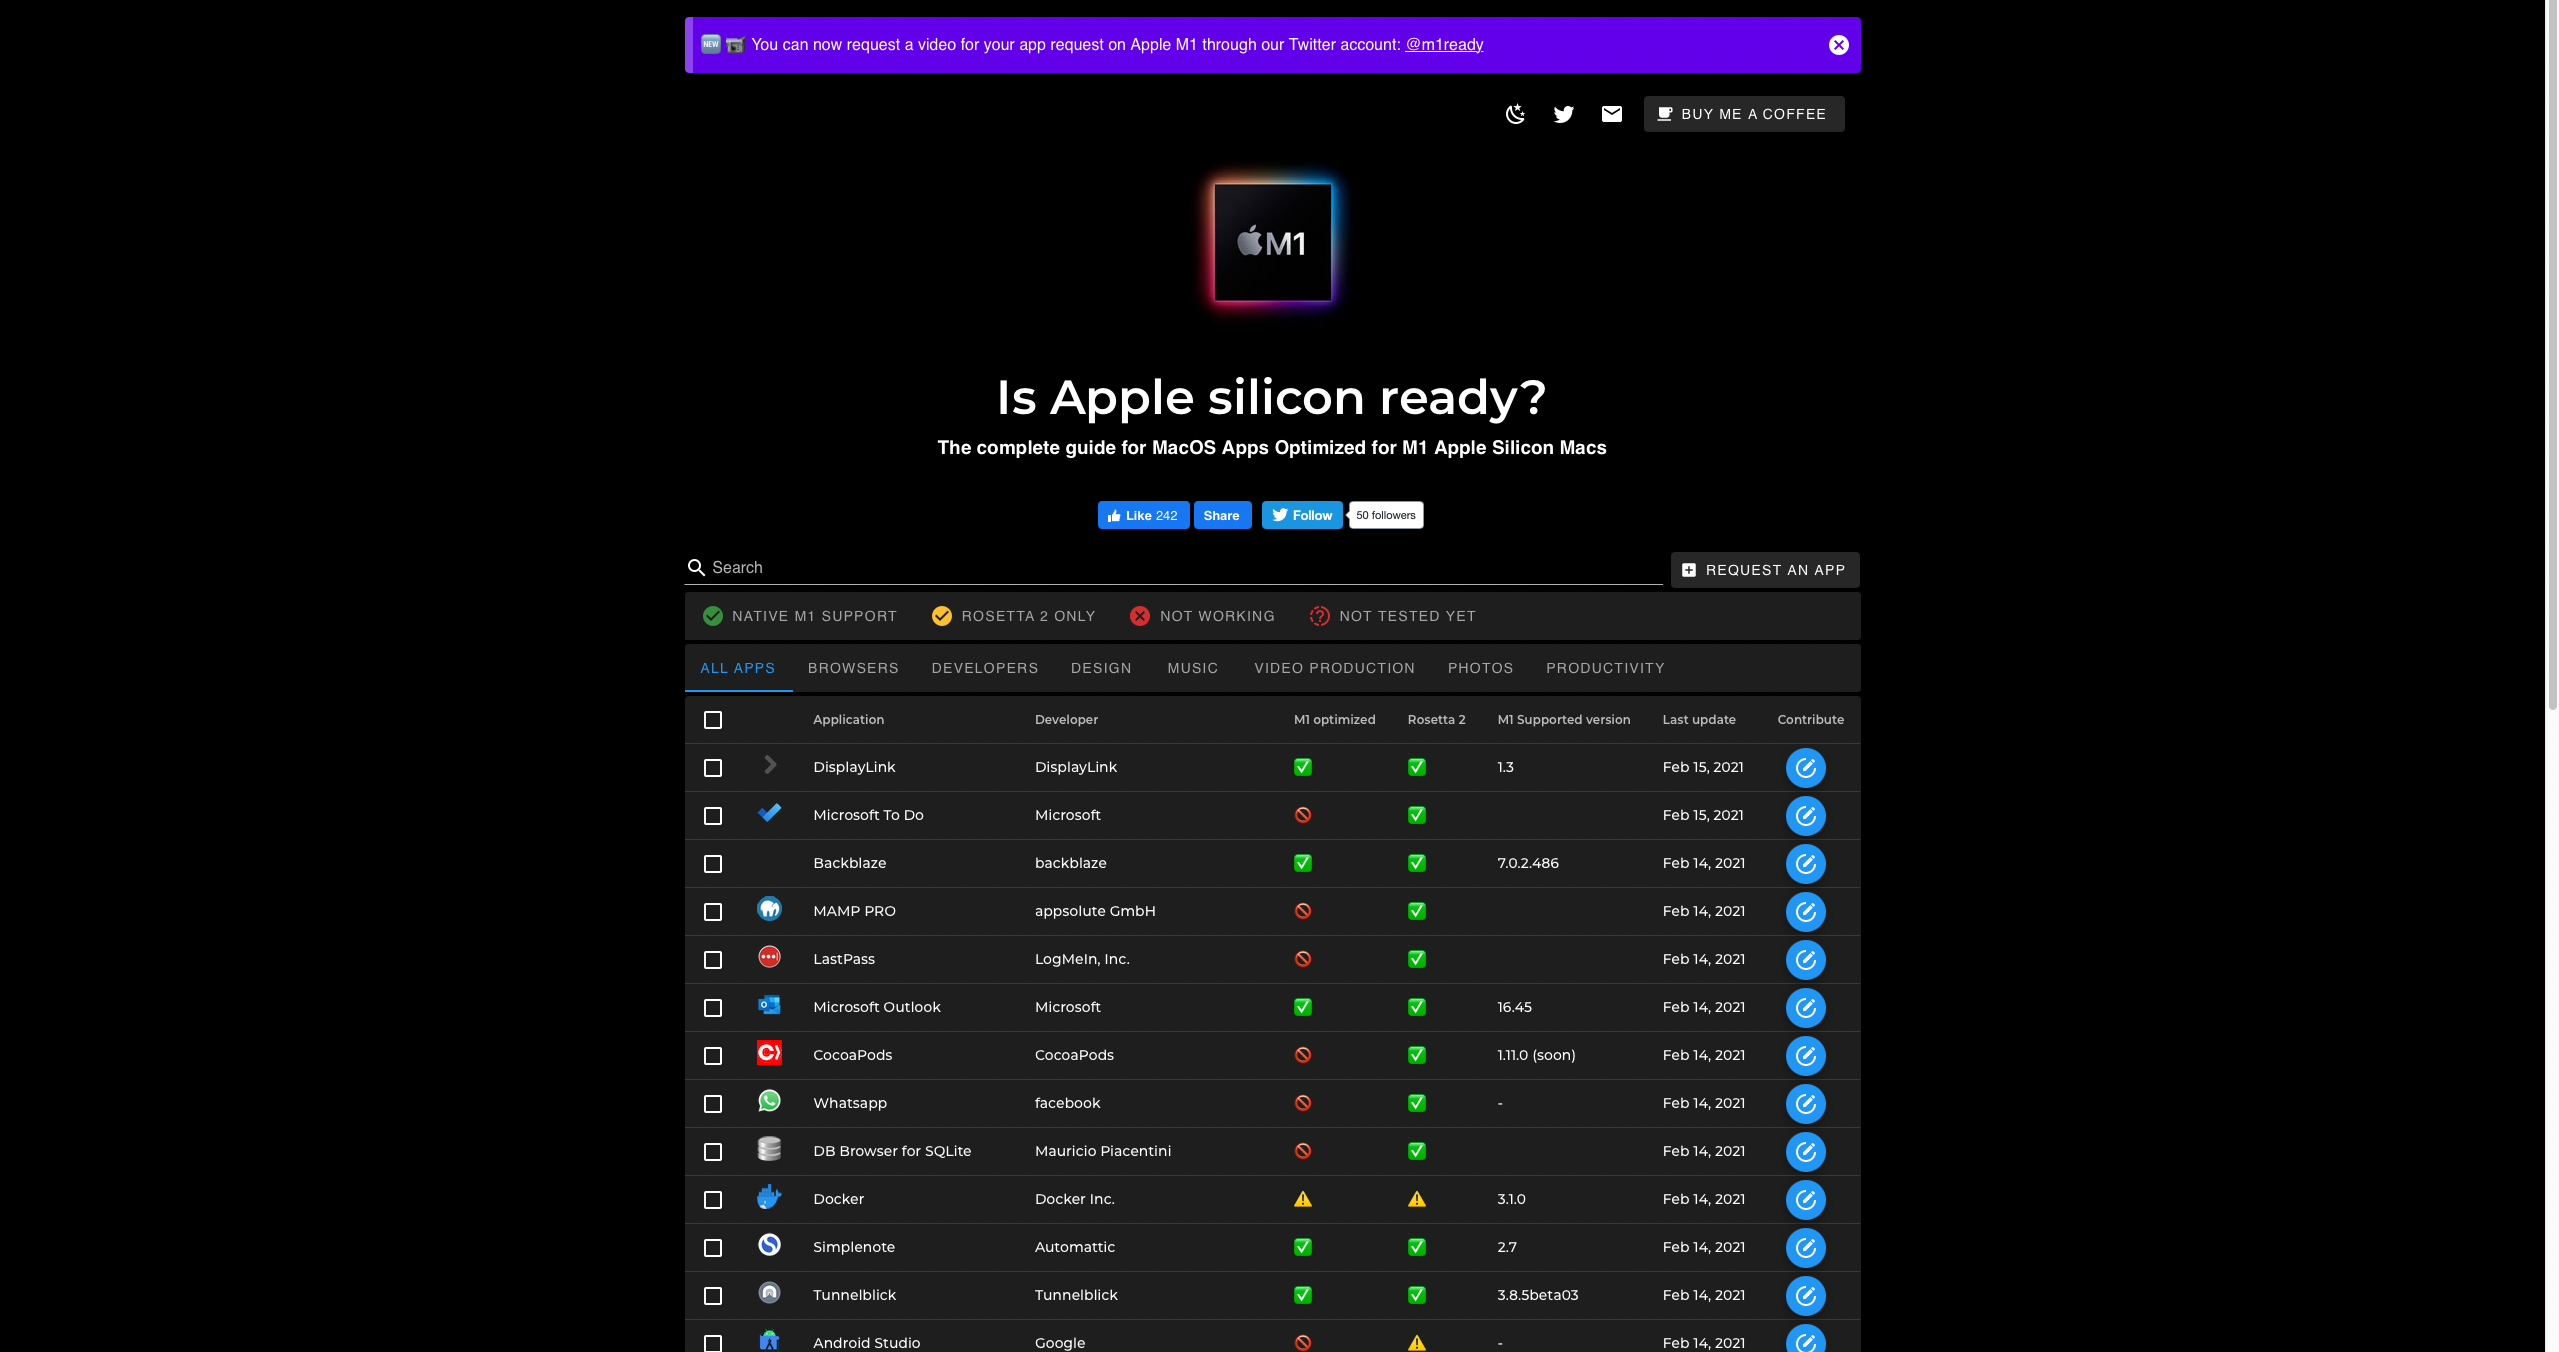 NEW You can now request a video for your app request on Apple M1 through our Twitter account: @m1ready
BUY ME A COFFEE
M1
Is Apple silicon ready?
The complete guide for MacOS Apps Optimized for M1 Apple Silicon Macs
Like 242 Share Follow 50 followers
Search REQUEST AN APP
NATIVE M1 SUPPORT ROSETTA 2 ONLY NOT WORKING NOT TESTED YET
ALL APPS BROWSERS DEVELOPERS DESIGN MUSIC VIDEO PRODUCTION PHOTOS PRODUCTIVITY
Application Developer M1 optimized Rosetta 2 M1 Supported version Last update Contribute
DisplayLink DisplayLink 1.3 Feb 15, 2021
Microsoft To Do Microsoft Feb 15, 2021
Backblaze backblaze 7.0.2.486 Feb 14, 2021
MAMP PRO appsolute GmbH Feb 14, 2021
LastPass LogMeIn, Inc. Feb 14, 2021
Microsoft Outlook Microsoft 16.45 Feb 14, 2021
CocoaPods CocoaPods 1.11.0 (soon) Feb 14, 2021
Whatsapp facebook - Feb 14, 2021
DB Browser for SQLite Mauricio Piacentini Feb 14, 2021
Docker Docker Inc. 3.1.0 Feb 14, 2021
Simplenote Automattic 2.7 Feb 14, 2021
Tunnelblick Tunnelblick 3.8.5beta03 Feb 14, 2021
Android Studio Google - Feb 14, 2021